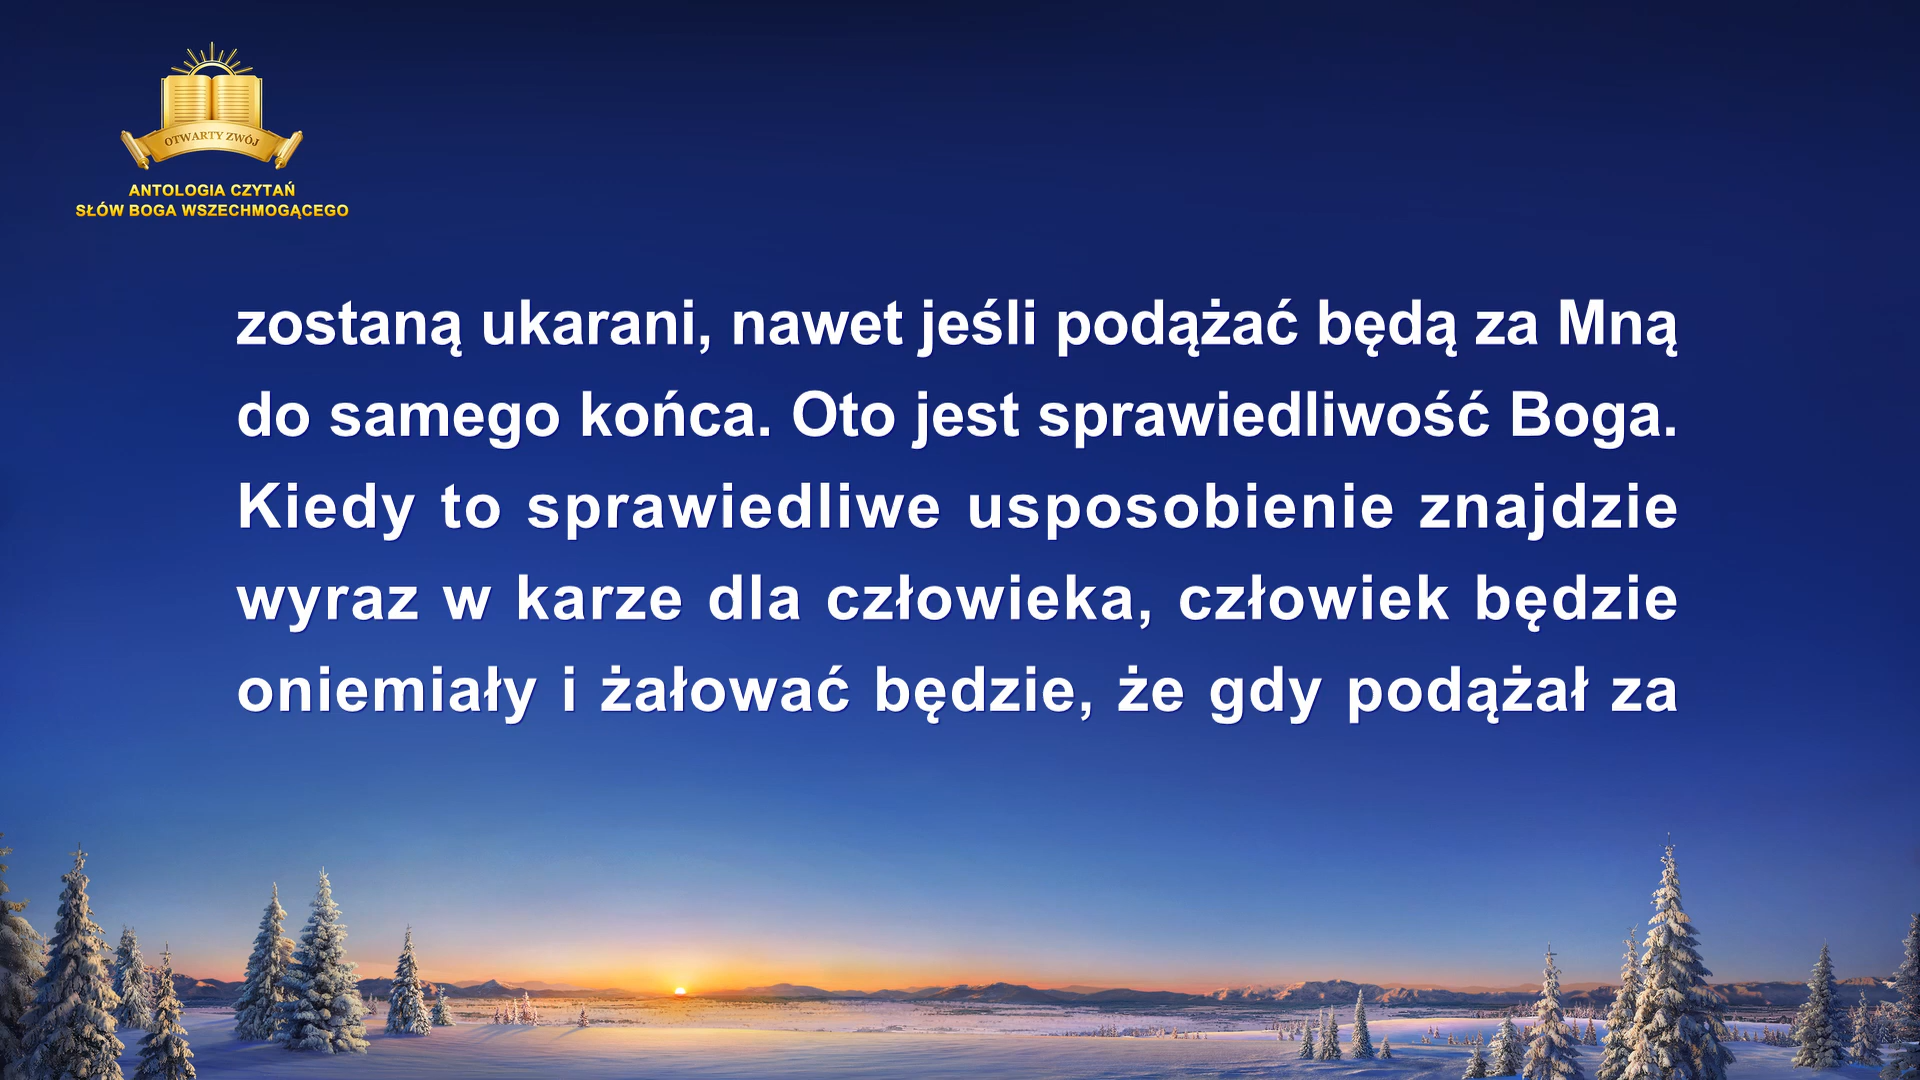 OTWARTY ZWÓJ
ANTOLOGIA CZYTAŃ
SŁÓW BOGA WSZECHMOGĄCEGO
zostaną ukarani, nawet jeśli podążać będą za Mną
do samego końca. Oto jest sprawiedliwość Boga.
Kiedy to sprawiedliwe usposobienie znajdzie
wyraz w karze dla człowieka, człowiek będzie
oniemiały i żałować będzie, że gdy podążał za